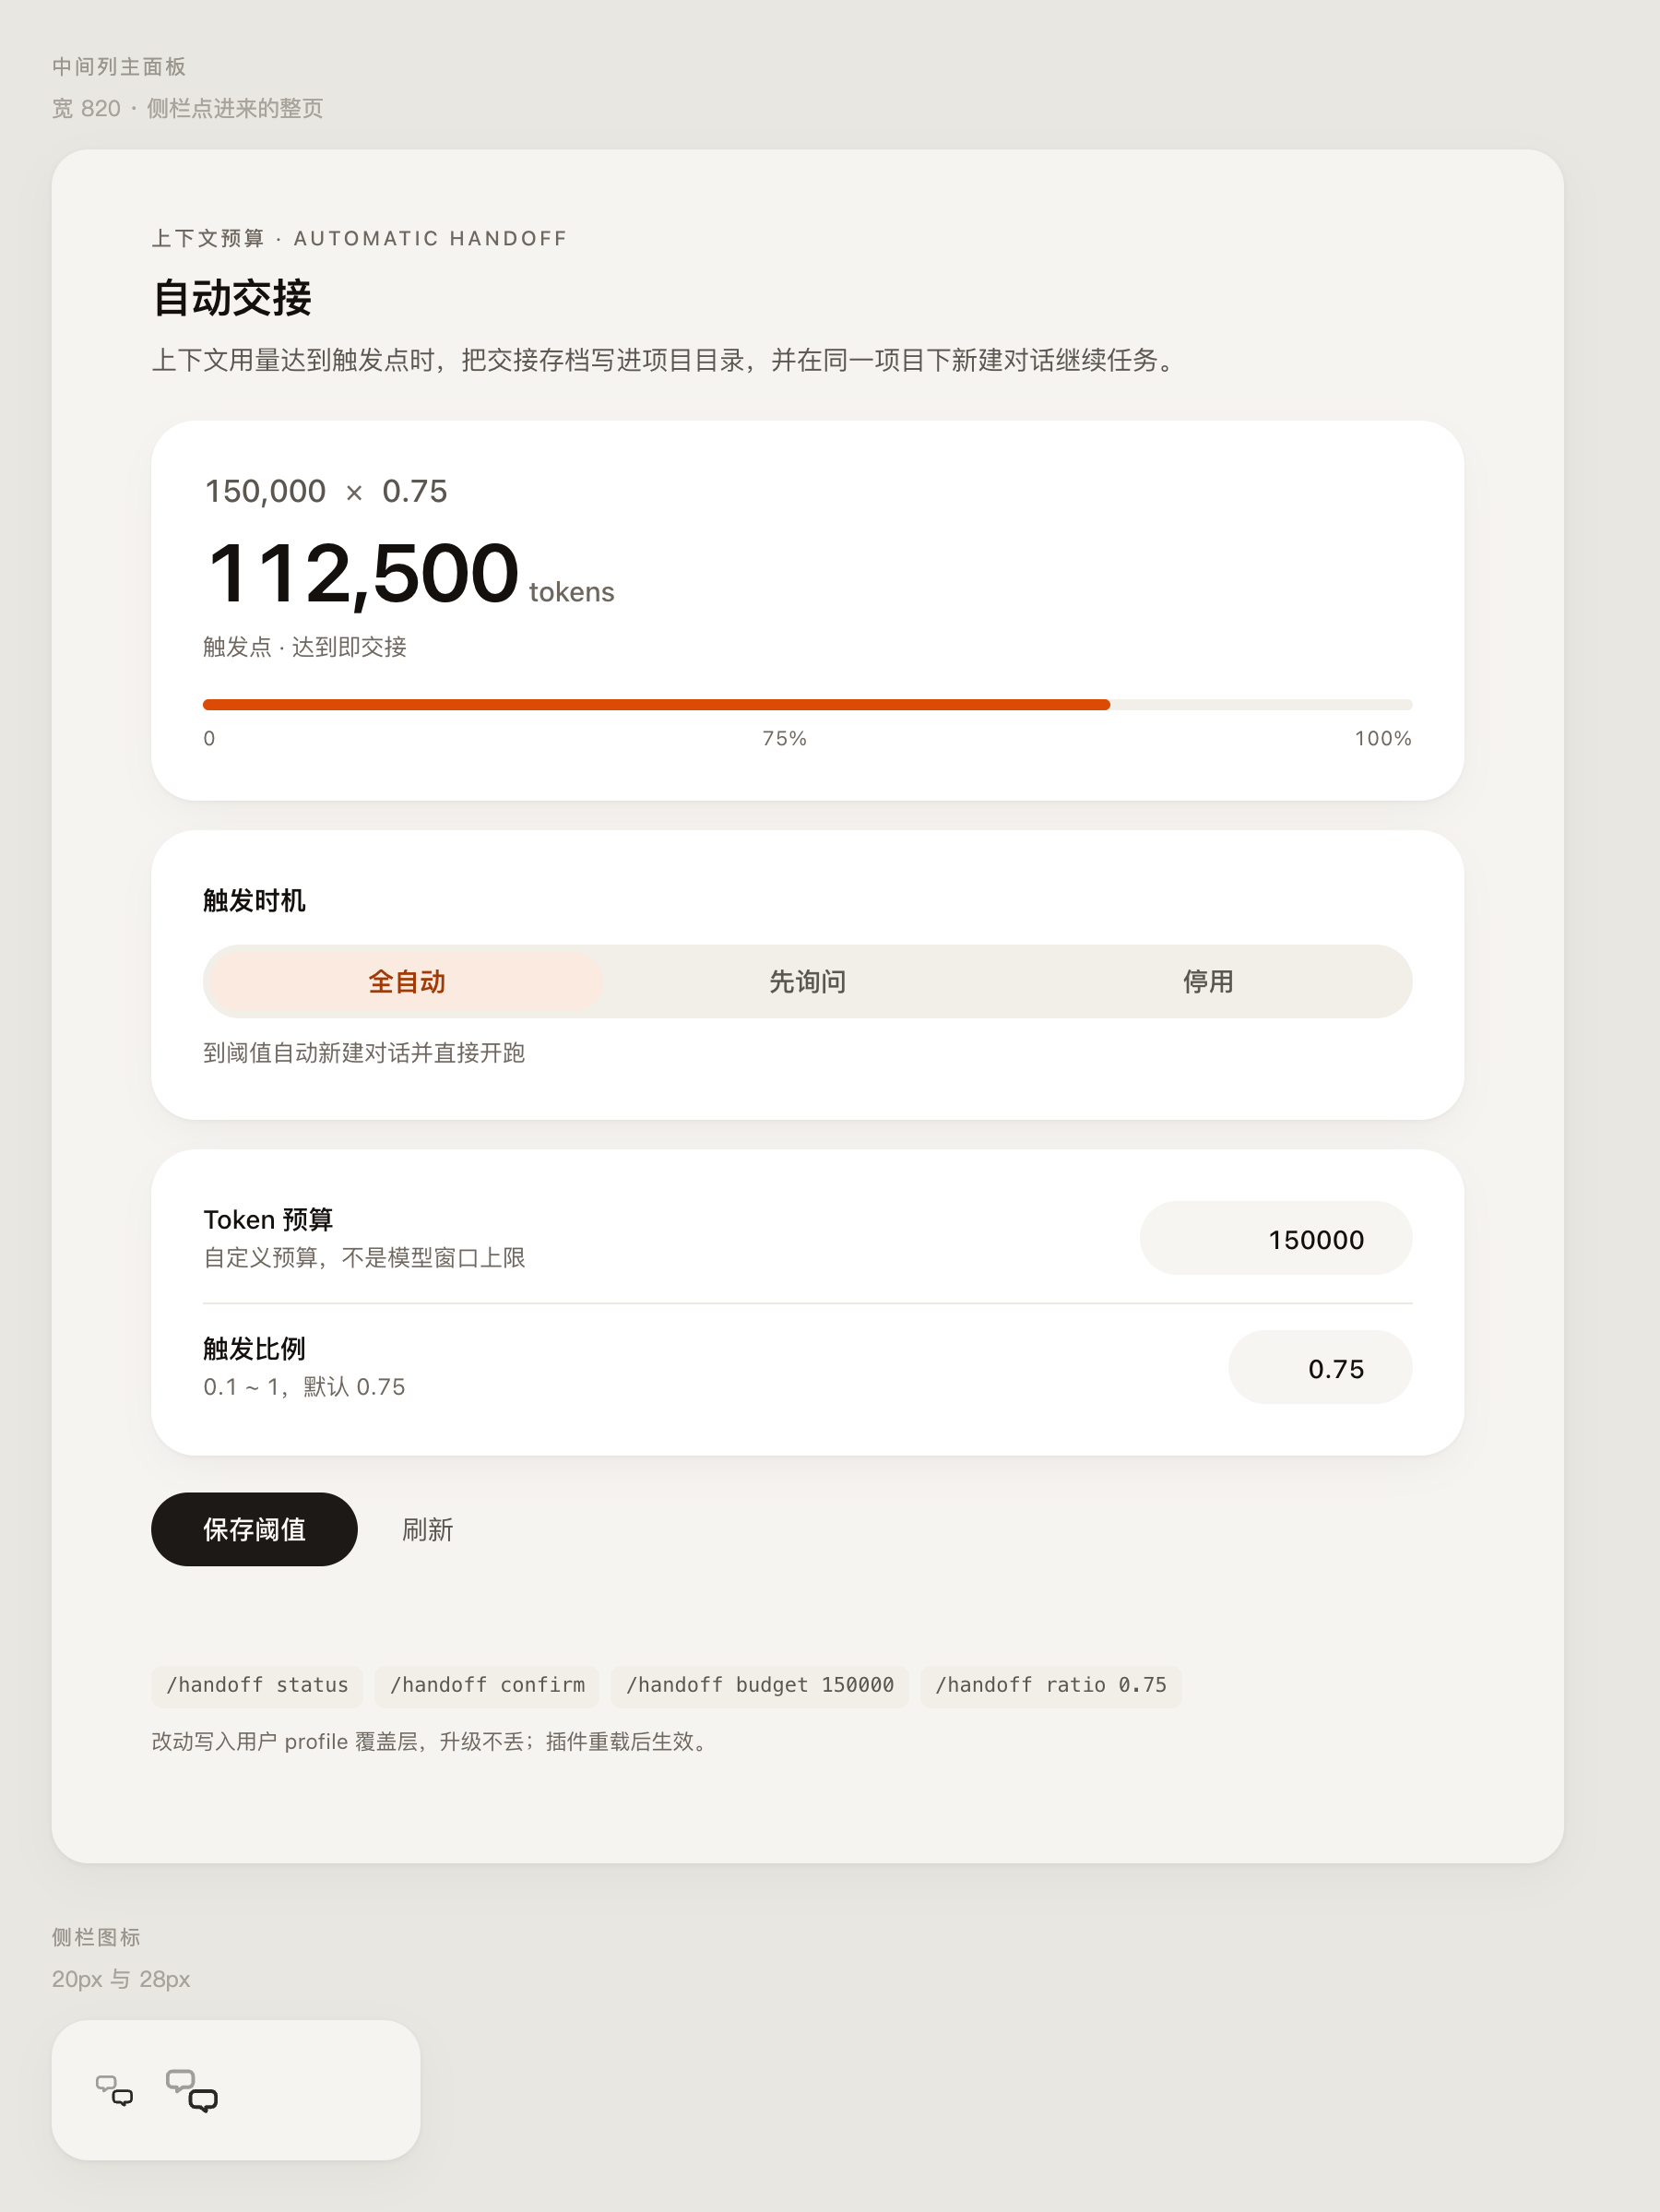 中间列主面板
宽 820 · 侧栏点进来的整页
上下文预算 · AUTOMATIC HANDOFF
自动交接
上下文用量达到触发点时，把交接存档写进项目目录，并在同一项目下新建对话继续任务。
150,000 × 0.75
112,500 tokens
触发点 · 达到即交接
0 75% 100%
触发时机
全自动 先询问 停用
到阈值自动新建对话并直接开跑
Token 预算
自定义预算，不是模型窗口上限
150000
触发比例
0.1 ~ 1，默认 0.75
0.75
保存阈值 刷新
/handoff status /handoff confirm /handoff budget 150000 /handoff ratio 0.75
改动写入用户 profile 覆盖层，升级不丢；插件重载后生效。
侧栏图标
20px 与 28px